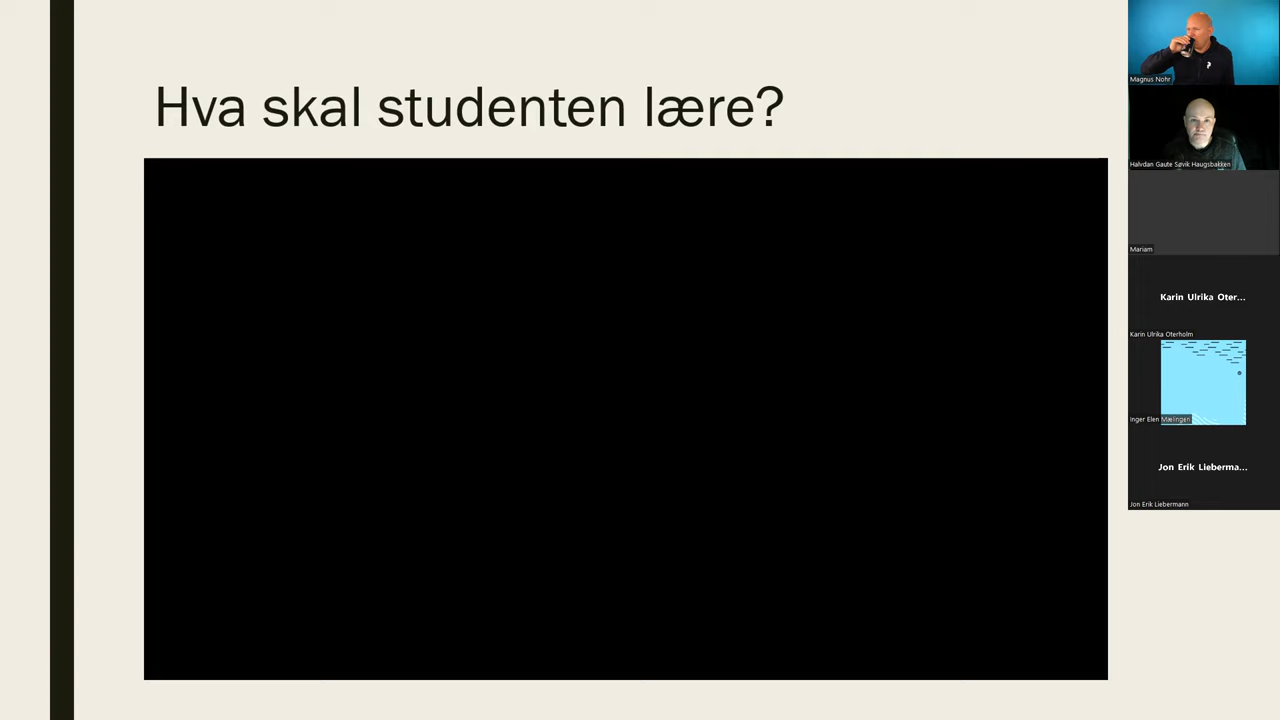 Hva skal studenten lære?
Magnus Nohr
Halvdan Gaute Søvik Haugsbakken
Mariam
Karin Ulrika Oter...
Karin Ulrika Oterholm
Inger Elen Mælingen
Jon Erik Lieberma...
Jon Erik Liebermann